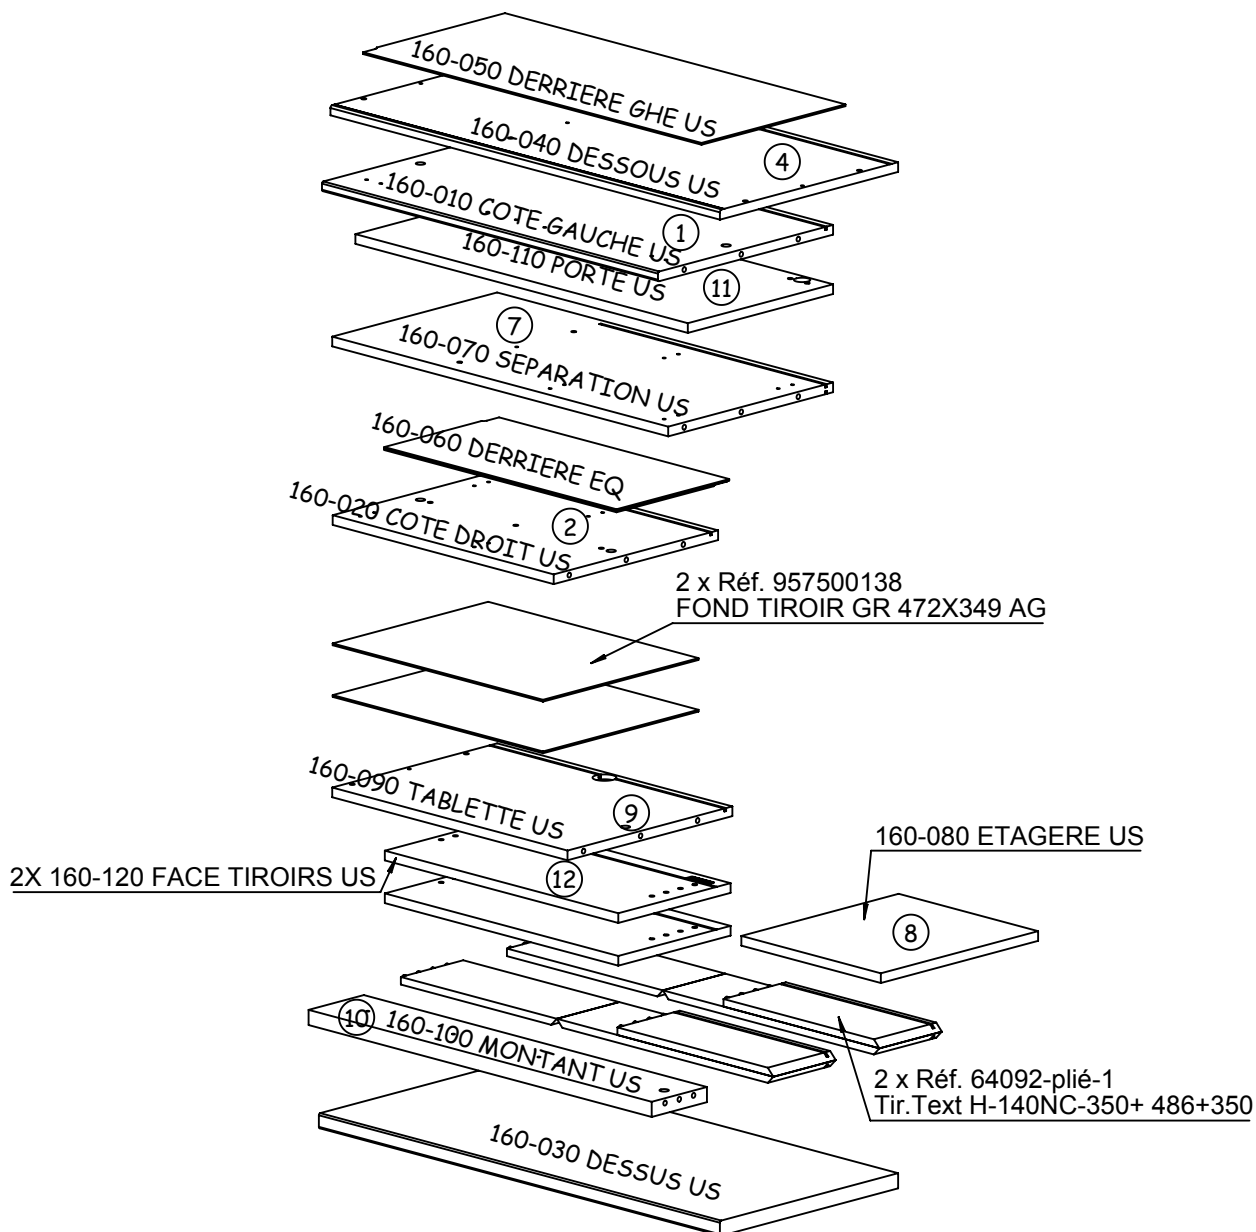 160-050 DERRIERE GHE US
160-040 DESSOUS US
4
160-010 COTE GAUCHE US
1
160-110 PORTE US
11
7
160-070 SEPARATION US
160-060 DERRIERE EQ
160-020 COTE DROIT US
2
2 x Réf. 957500138
FOND TIROIR GR 472X349 AG
160-090 TABLETTE US
9
160-080 ETAGERE US
2X 160-120 FACE TIROIRS US
12
8
10
160-100 MONTANT US
2 x Réf. 64092-plié-1
Tir.Text H-140NC-350+ 486+350
160-030 DESSUS US